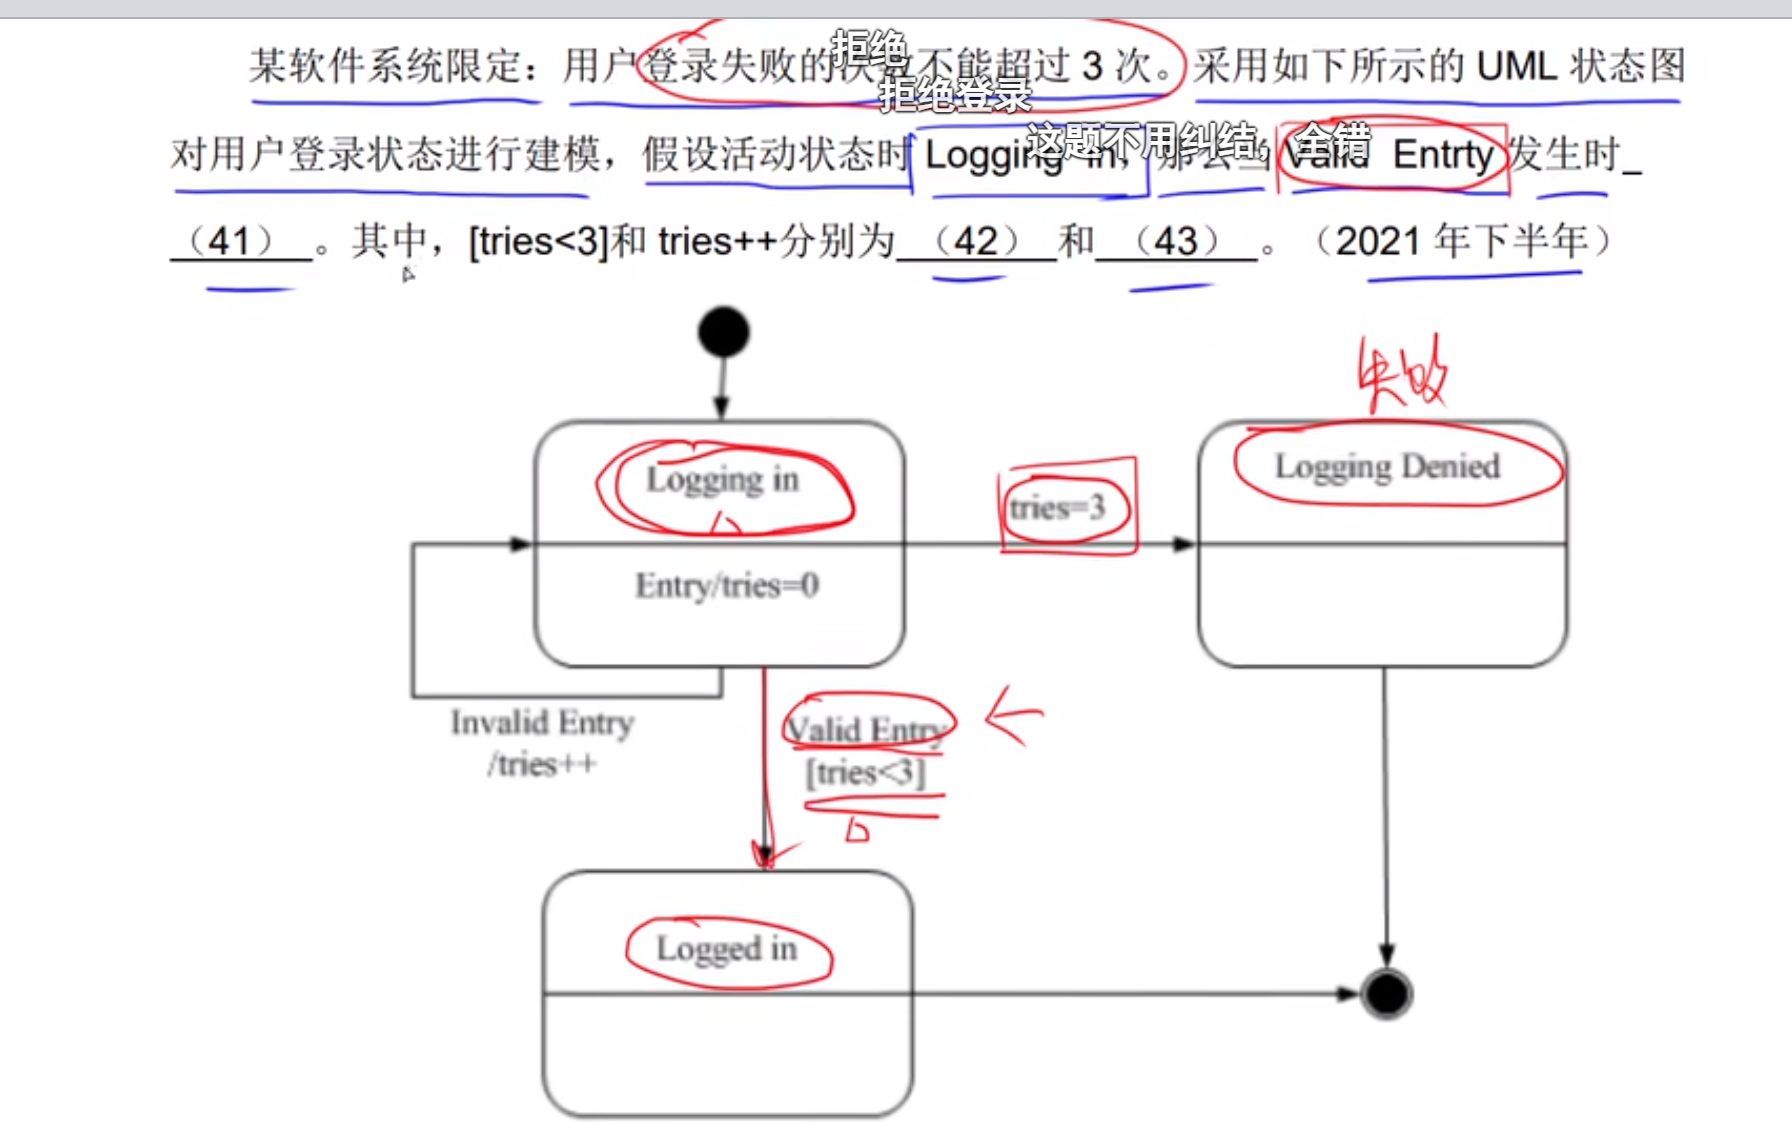 拒绝
某软件系统限定：用户登录失败的次数不能超过 3 次。采用如下所示的 UML 状态图
拒绝登录
这题不用纠结，全错
对用户登录状态进行建模，假设活动状态时 Logging in，那么当 Valid Entrty 发生时_
（41）。其中，[tries<3]和 tries++分别为（42）和（43）。（2021 年下半年）
失败
Logging in
Logging Denied
tries=3
Entry/tries=0
Invalid Entry
/tries++
Valid Entry
[tries<3]
Logged in